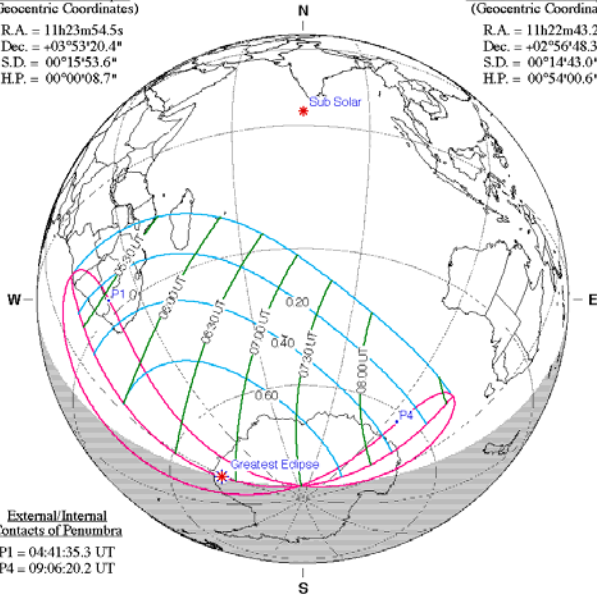 Geocentric Coordinates)
R.A. = 11h23m54.5s
Dec. = +03°53'20.4"
S.D. = 00°15'53.6"
H.P. = 00°00'08.7"
N
(Geocentric Coordina
R.A. = 11h22m43.2
Dec. = +02°56'48.3
S.D. = 00°14'43.0"
H.P. = 00°54'00.6"
Sub Solar
05:30 UT
06:00 UT
06:30 UT
07:00 UT
07:30 UT
08:00 UT
W
P1
0.20
E
0.40
0.60
P4
Greatest Eclipse
External/Internal
Contacts of Penumbra
P1 = 04:41:35.3 UT
P4 = 09:06:20.2 UT
S